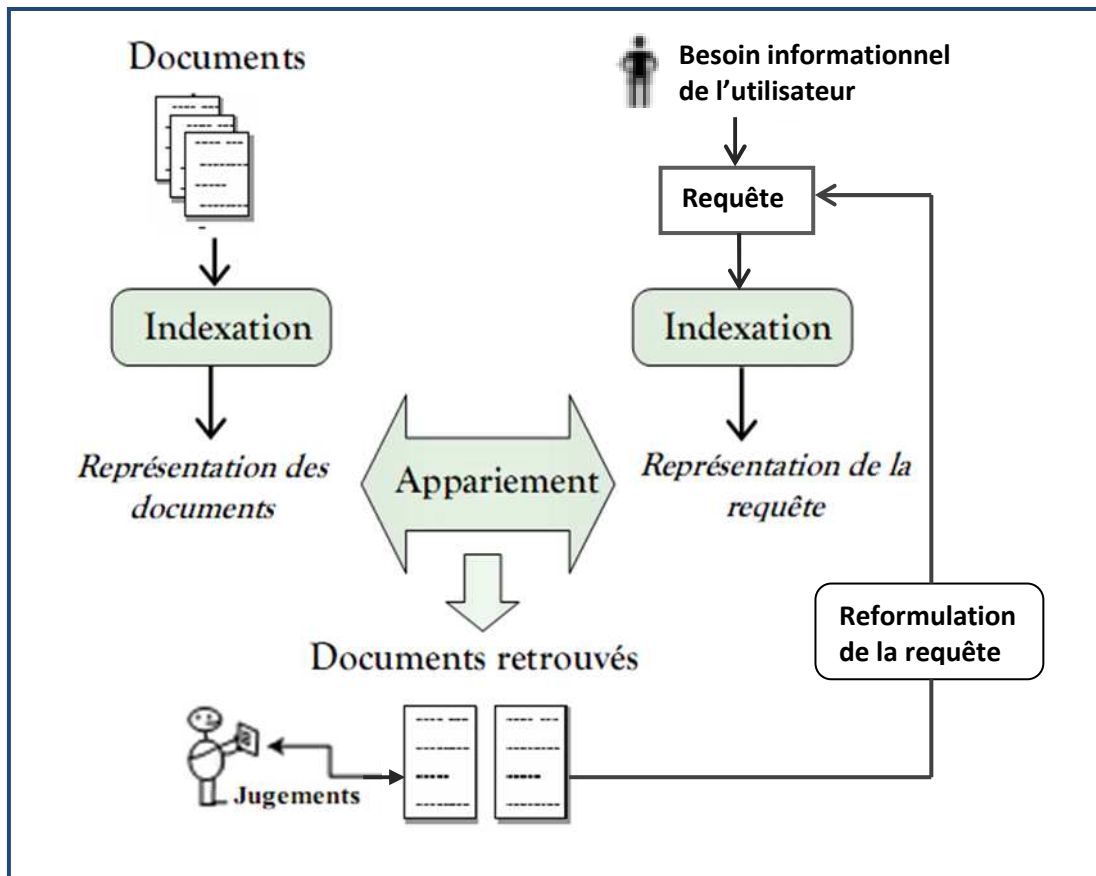 Documents
Besoin informationnel
de l’utilisateur
Requête
Indexation
Indexation
Représentation des
documents
Appariement
Représentation de la
requête
Reformulation
de la requête
Documents retrouvés
Jugements